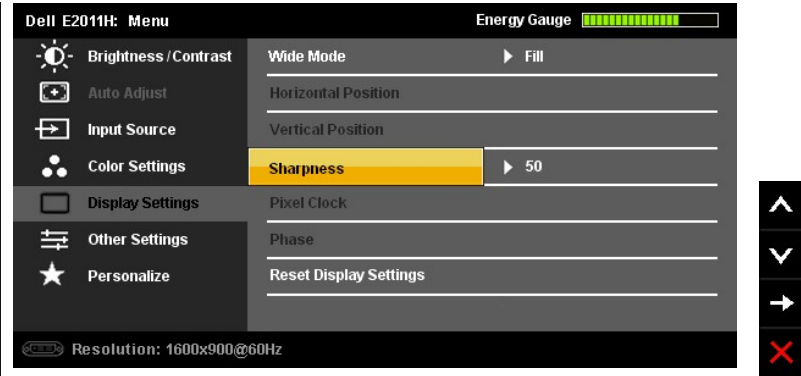 Dell E2011H: Menu Energy Gauge
Brightness / Contrast Wide Mode Fill
Auto Adjust Horizontal Position
Input Source Vertical Position
Color Settings Sharpness 50
Display Settings Pixel Clock
Other Settings Phase
Personalize Reset Display Settings
Resolution: 1600x900@60Hz